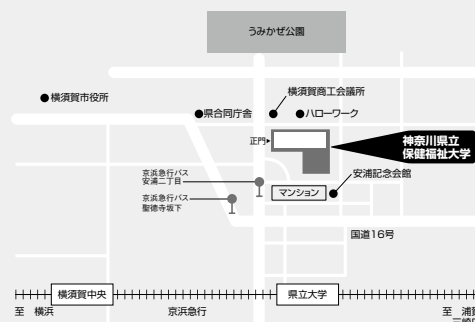 うみかぜ公園
横須賀商工会議所
横須賀市役所
県合同庁舎
ハローワーク
正門
神奈川県立
保健福祉大学
安浦記念会館
京浜急行バス
安浦二丁目
マンション
京浜急行バス
聖徳寺坂下
国道16号
横須賀中央
県立大学
至 横浜
京浜急行
至 浦賀